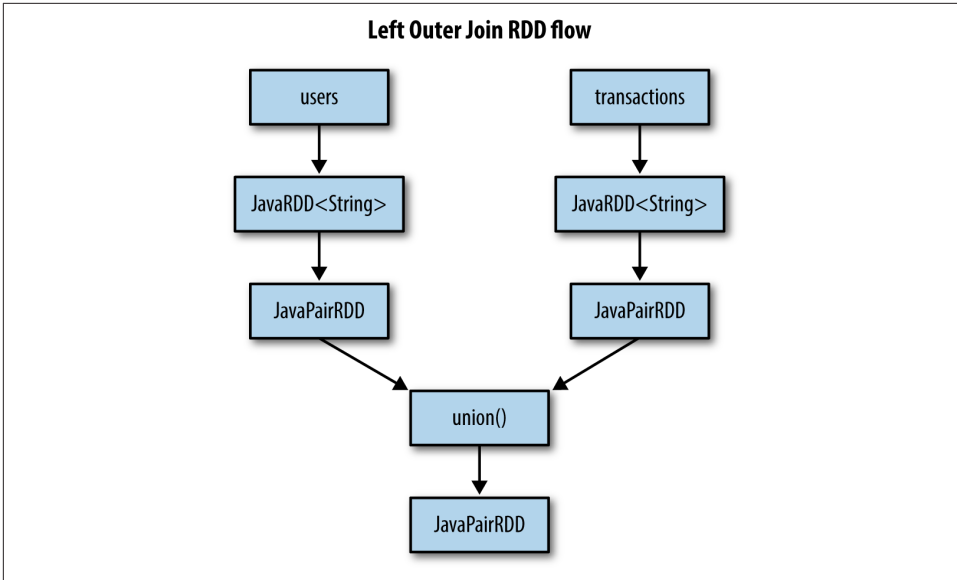 Left Outer Join RDD flow
users
transactions
JavaRDD<String>
JavaRDD<String>
JavaPairRDD
JavaPairRDD
union()
JavaPairRDD